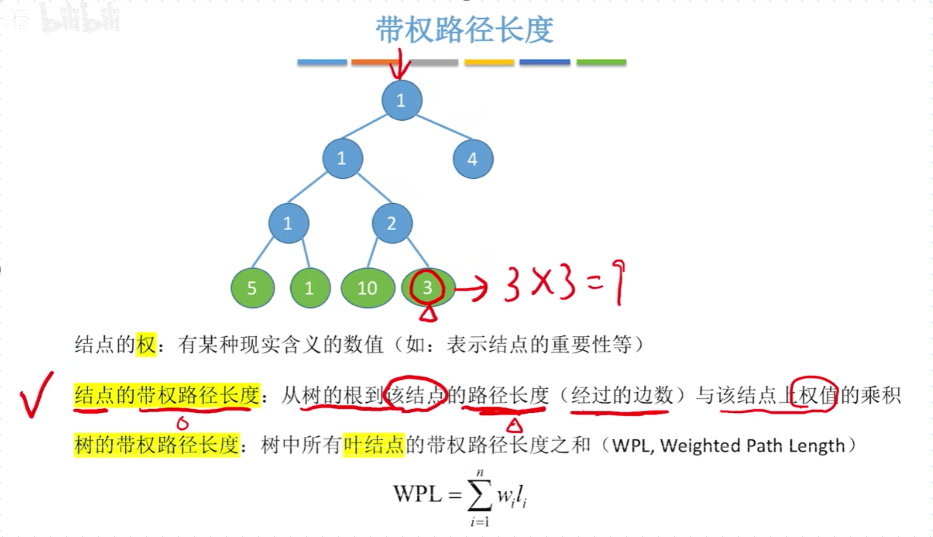 bilibili
带权路径长度
1
1 4
1 2
5 1 10 3 → 3×3=9
结点的权：有某种现实含义的数值（如：表示结点的重要性等）
结点的带权路径长度：从树的根到该结点的路径长度（经过的边数）与该结点上权值的乘积
树的带权路径长度：树中所有叶结点的带权路径长度之和（WPL, Weighted Path Length）
WPL = ∑ᵢ₌₁ⁿ wᵢlᵢ